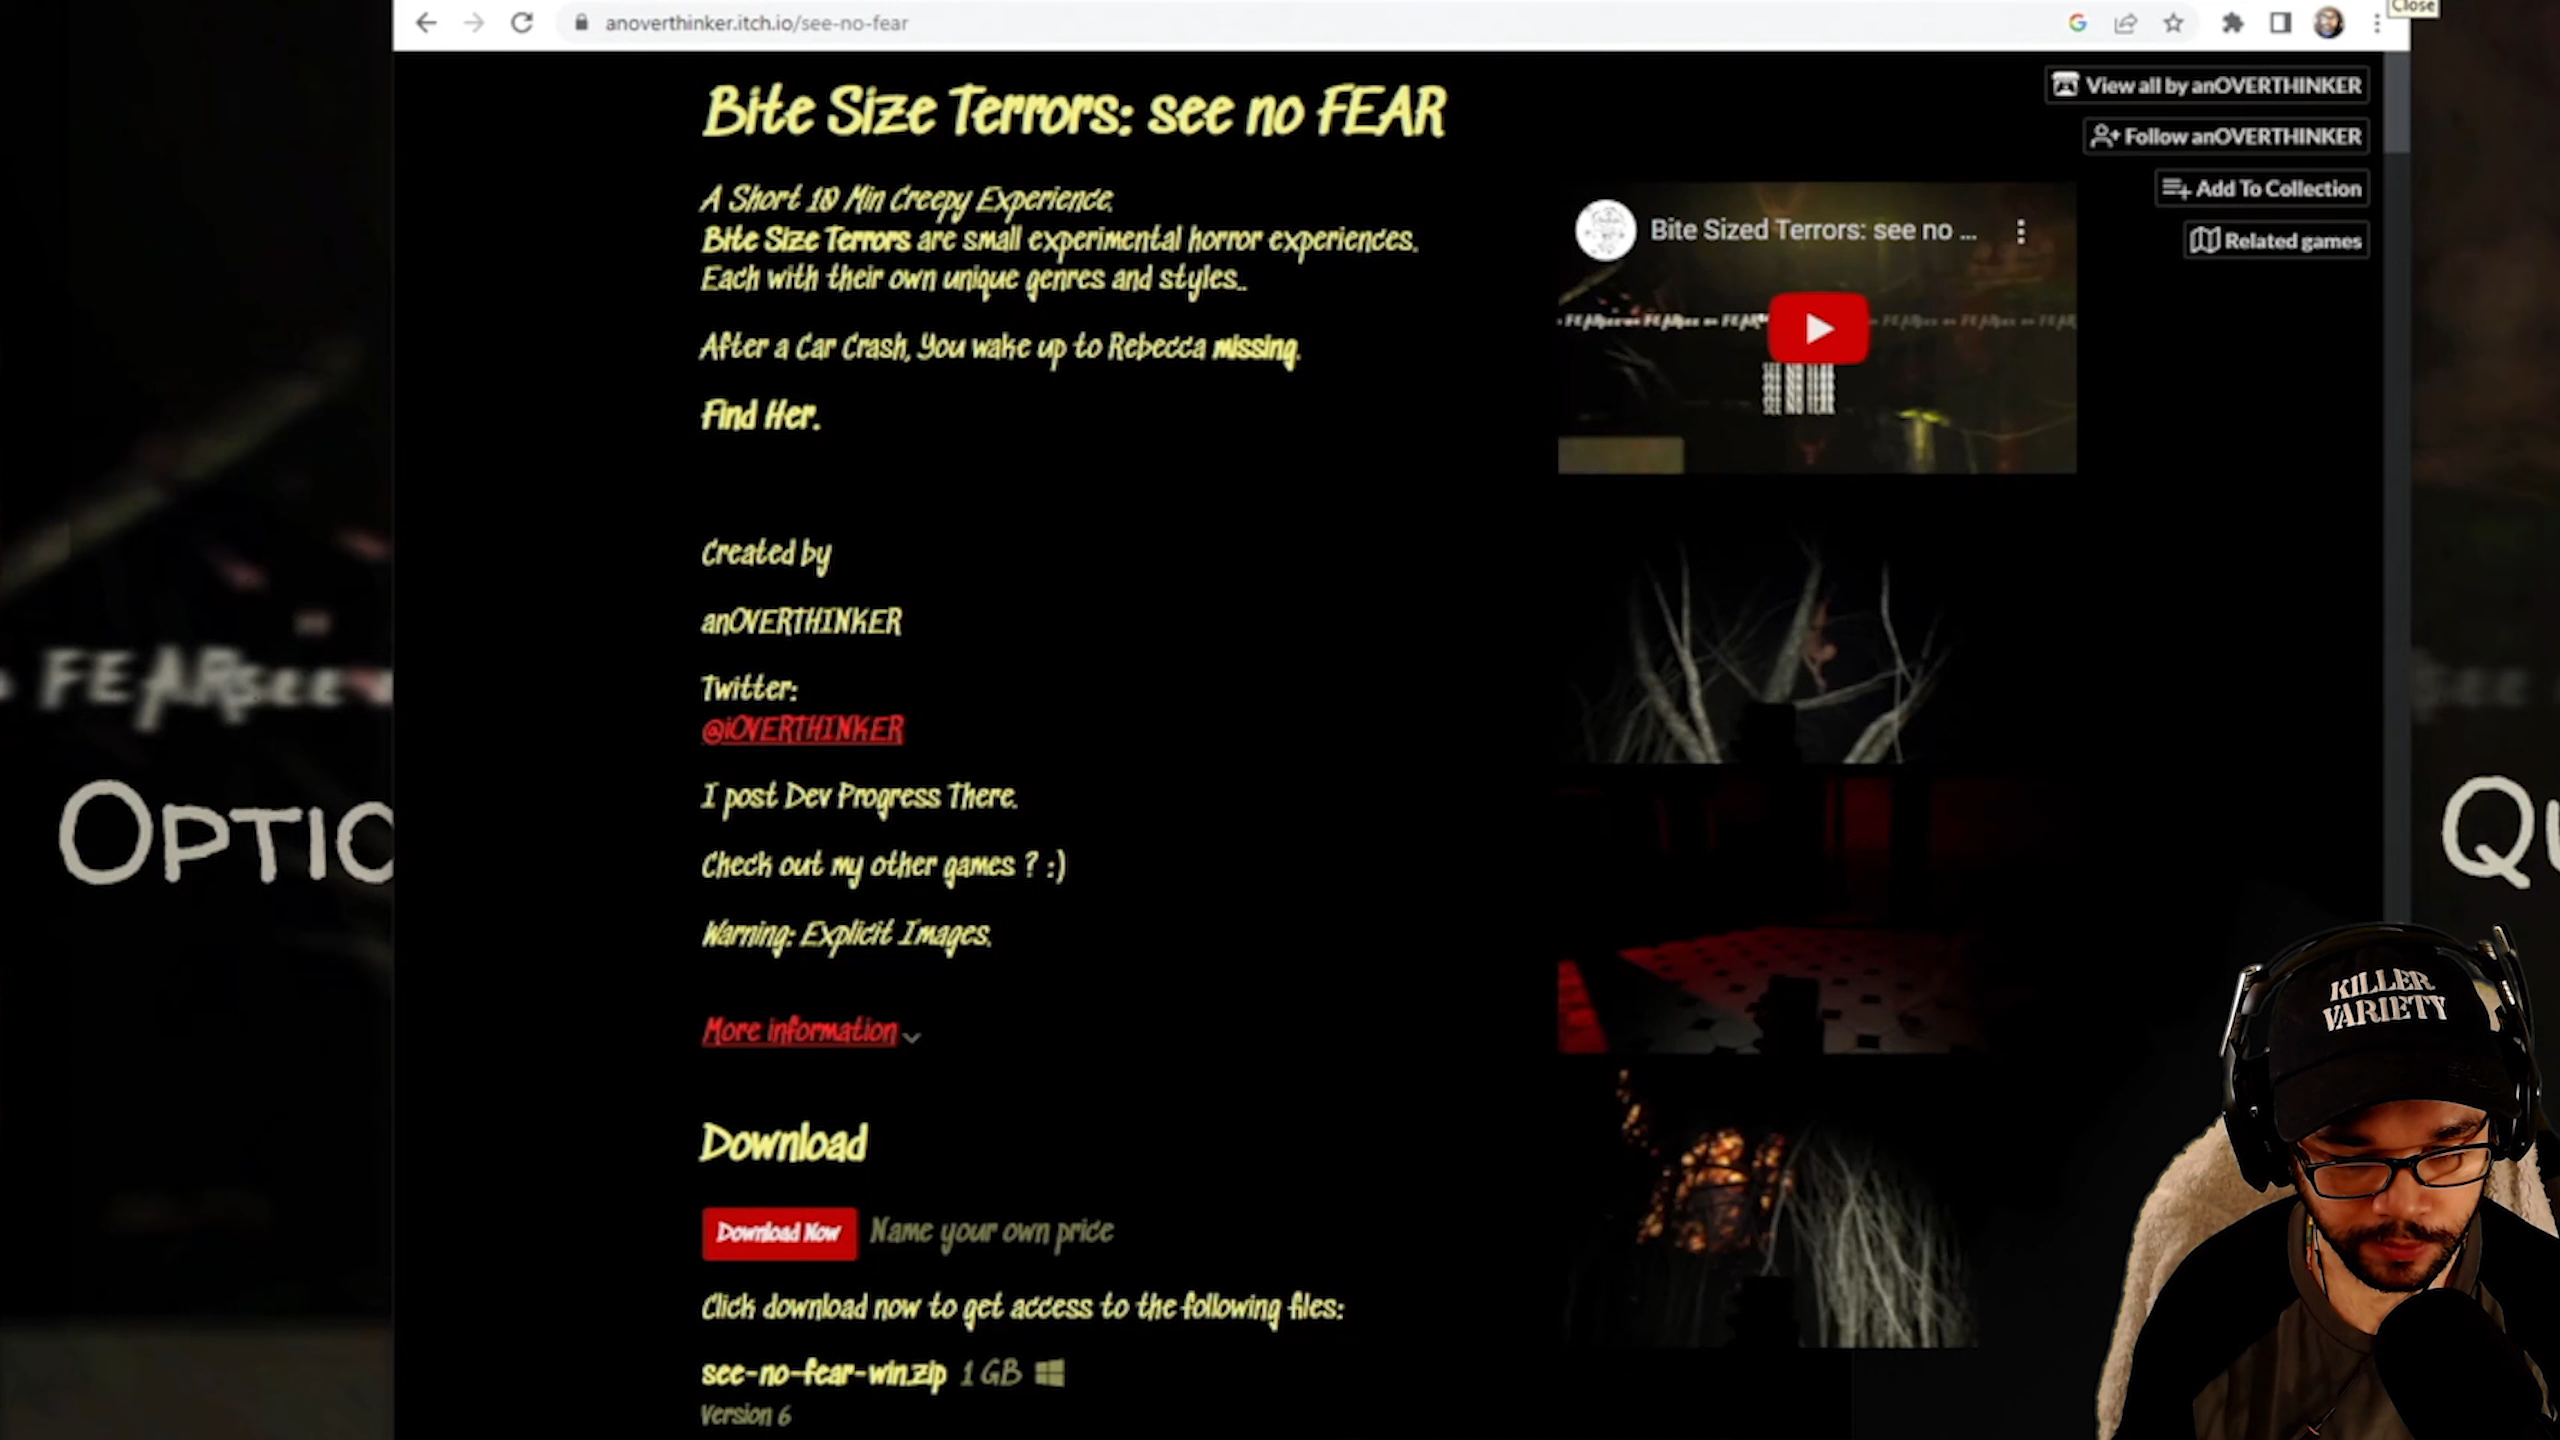 Close
anoverthinker.itch.io/see-no-fear
Bite Size Terrors: see no FEAR
View all by anOVERTHINKER
Follow anOVERTHINKER
Add To Collection
Related games
A Short 10 Min Creepy Experience.
Bite Size Terrors are small experimental horror experiences.
Each with their own unique genres and styles..
After a Car Crash, You wake up to Rebecca missing.
Find Her.
Bite Sized Terrors: see no ...
SEE NO FEAR
Created by
anOVERTHINKER
Twitter:
@iOVERTHINKER
I post Dev Progress There.
Check out my other games ? :)
Warning: Explicit Images.
More information
Download
Download Now Name your own price
Click download now to get access to the following files:
see-no-fear-win.zip 1 GB
Version 6
FEARsee
OPTIO
QU
KILLER
VARIETY